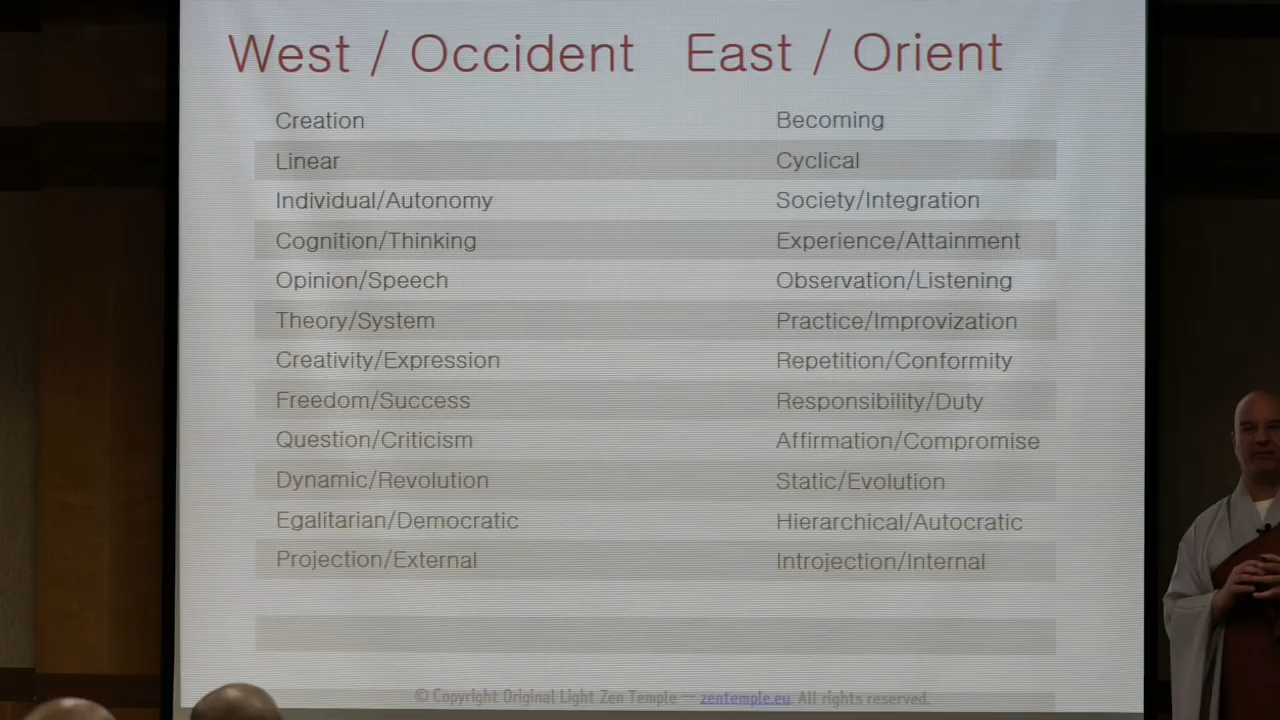 West / Occident East / Orient
Creation Becoming
Linear Cyclical
Individual/Autonomy Society/Integration
Cognition/Thinking Experience/Attainment
Opinion/Speech Observation/Listening
Theory/System Practice/Improvization
Creativity/Expression Repetition/Conformity
Freedom/Success Responsibility/Duty
Question/Criticism Affirmation/Compromise
Dynamic/Revolution Static/Evolution
Egalitarian/Democratic Hierarchical/Autocratic
Projection/External Introjection/Internal
© Copyright Original Light Zen Temple — zentemple.eu. All rights reserved.